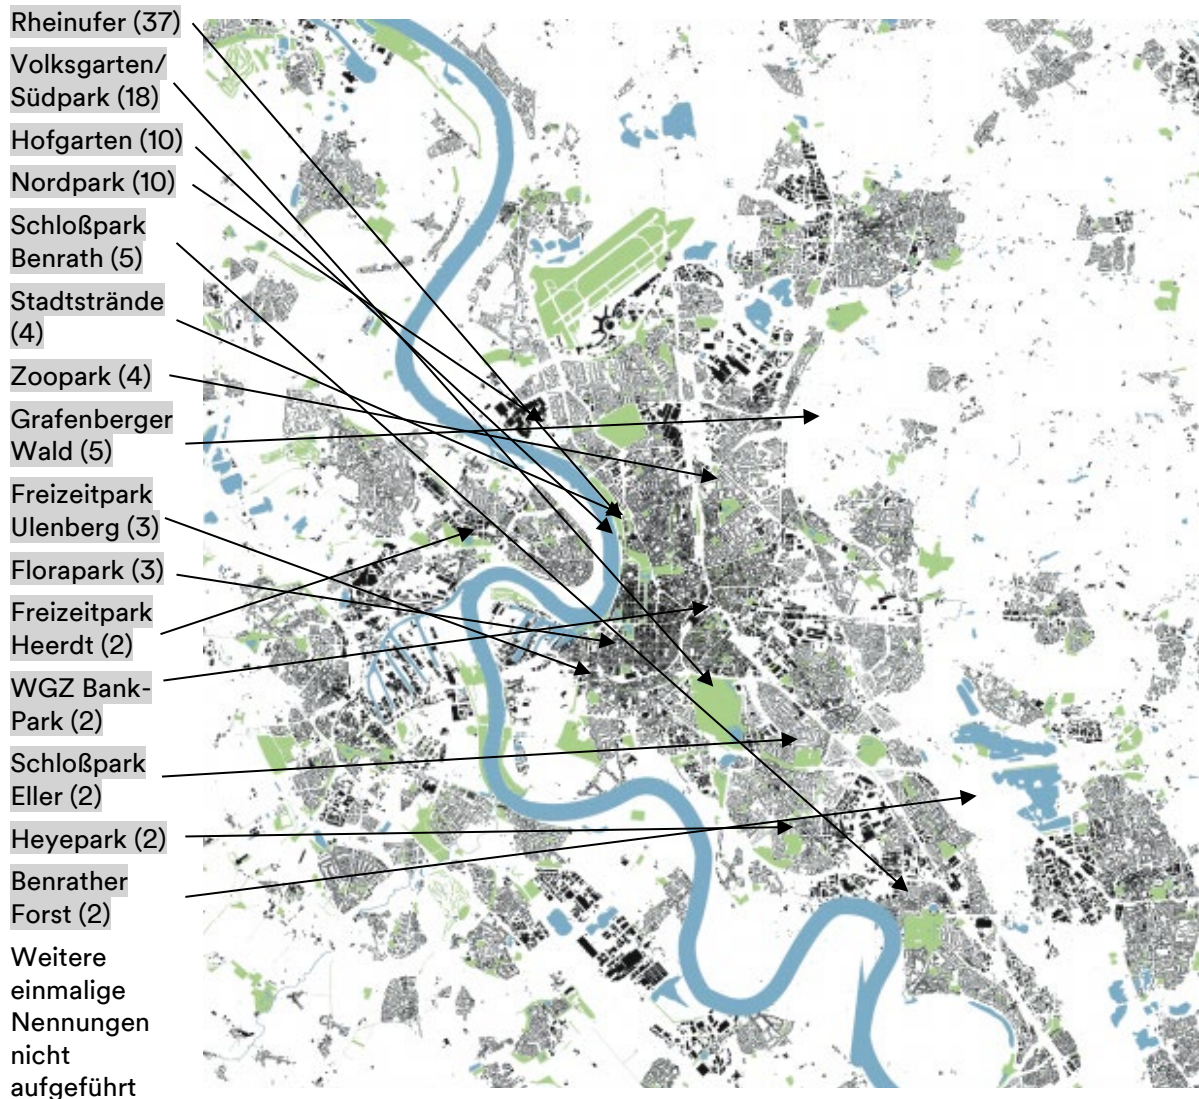 Rheinufer (37)
Volksgarten/
Südpark (18)
Hofgarten (10)
Nordpark (10)
Schloßpark
Benrath (5)
Stadtstrände
(4)
Zoopark (4)
Grafenberger
Wald (5)
Freizeitpark
Ulenberg (3)
Florapark (3)
Freizeitpark
Heerdt (2)
WGZ Bank-
Park (2)
Schloßpark
Eller (2)
Heyepark (2)
Benrather
Forst (2)
Weitere
einmalige
Nennungen
nicht
aufgeführt